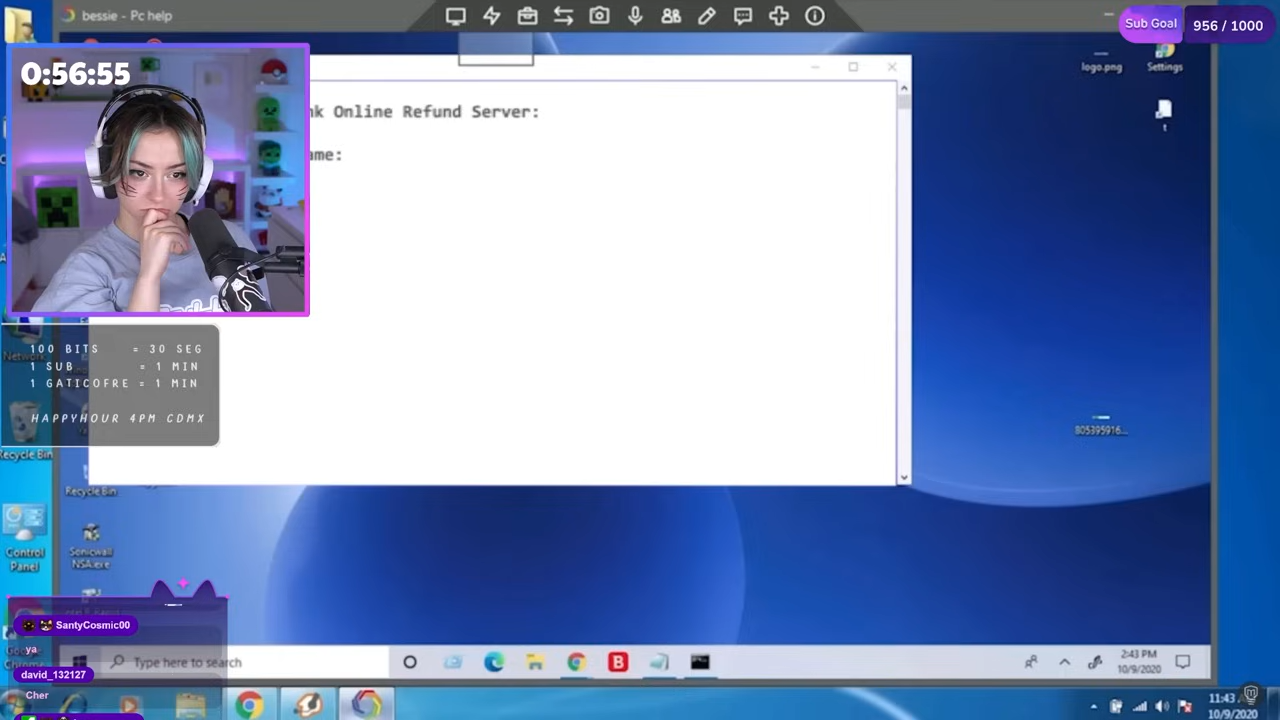 bessie - Pc help
Sub Goal
956 / 1000
0:56:55
logo.png
Settings
t
nk Online Refund Server:
ame:
100 BITS = 30 SEG
1 SUB = 1 MIN
1 GATICOFRE = 1 MIN
HAPPYHOUR 4PM CDMX
805395916...
Recycle Bin
Recycle Bin
Control
Panel
Sonicwall
NSA.exe
SantyCosmic00
ya
david_132127
Cher
Type here to search
2:43 PM
10/9/2020
11:43
10/9/2020